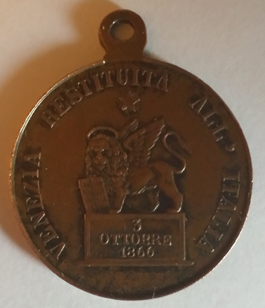 VENEZIA RESTITUITA ALL' ITALIA
3
OTTOBRE
1866